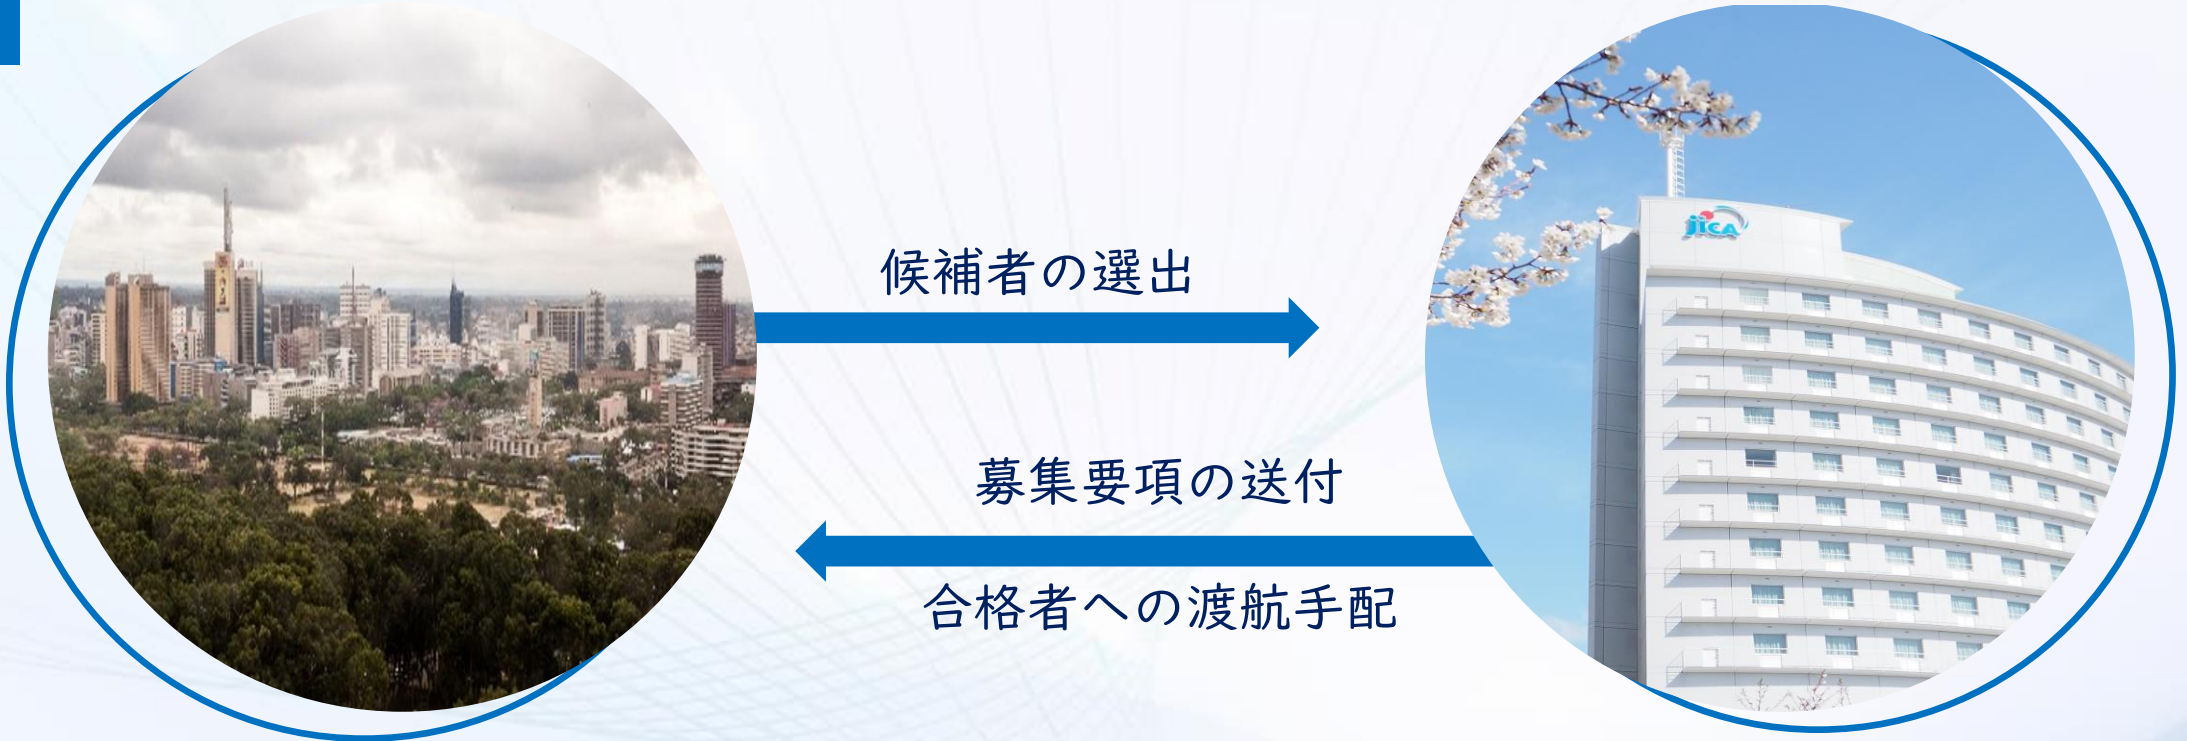 候補者の選出
jica
募集要項の送付
合格者への渡航手配